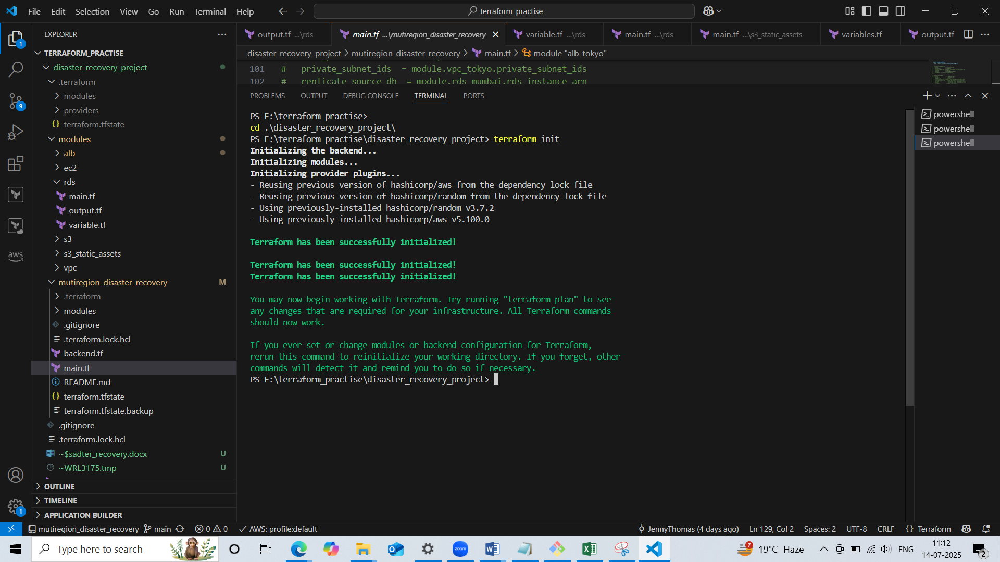 File Edit Selection View Go Run Terminal Help
terraform_practise
EXPLORER
TERRAFORM_PRACTISE
disaster_recovery_project
.terraform
modules
providers
terraform.tfstate
modules
alb
ec2
rds
main.tf
output.tf
variable.tf
s3
s3_static_assets
vpc
mutiregion_disaster_recovery M
.terraform
modules
.gitignore
.terraform.lock.hcl
backend.tf
main.tf
README.md
terraform.tfstate
terraform.tfstate.backup
.gitignore
.terraform.lock.hcl
~$sadter_recovery.docx U
~WRL3175.tmp U
OUTLINE
TIMELINE
APPLICATION BUILDER
1
9
aws
1
output.tf ...\rds main.tf ...\mutiregion_disaster_recovery variable.tf ...\rds main.tf ...\rds main.tf ...\s3_static_assets variables.tf output.tf
disaster_recovery_project > mutiregion_disaster_recovery > main.tf > module "alb_tokyo"
101 # private_subnet_ids = module.vpc_tokyo.private_subnet_ids
102 # replicate_source_db = module.rds_mumbai.rds_instance_arn
PROBLEMS OUTPUT DEBUG CONSOLE TERMINAL PORTS
PS E:\terraform_practise>
cd .\disaster_recovery_project\
PS E:\terraform_practise\disaster_recovery_project> terraform init
Initializing the backend...
Initializing modules...
Initializing provider plugins...
- Reusing previous version of hashicorp/aws from the dependency lock file
- Reusing previous version of hashicorp/random from the dependency lock file
- Using previously-installed hashicorp/random v3.7.2
- Using previously-installed hashicorp/aws v5.100.0
Terraform has been successfully initialized!
Terraform has been successfully initialized!
Terraform has been successfully initialized!
You may now begin working with Terraform. Try running "terraform plan" to see
any changes that are required for your infrastructure. All Terraform commands
should now work.
If you ever set or change modules or backend configuration for Terraform,
rerun this command to reinitialize your working directory. If you forget, other
commands will detect it and remind you to do so if necessary.
PS E:\terraform_practise\disaster_recovery_project>
powershell
powershell
powershell
mutiregion_disaster_recovery main 0 0 AWS: profile:default JennyThomas (4 days ago) Ln 129, Col 2 Spaces: 2 UTF-8 CRLF {} Terraform
Type here to search
zoom
7
19°C Haze
ENG
11:12
14-07-2025
2